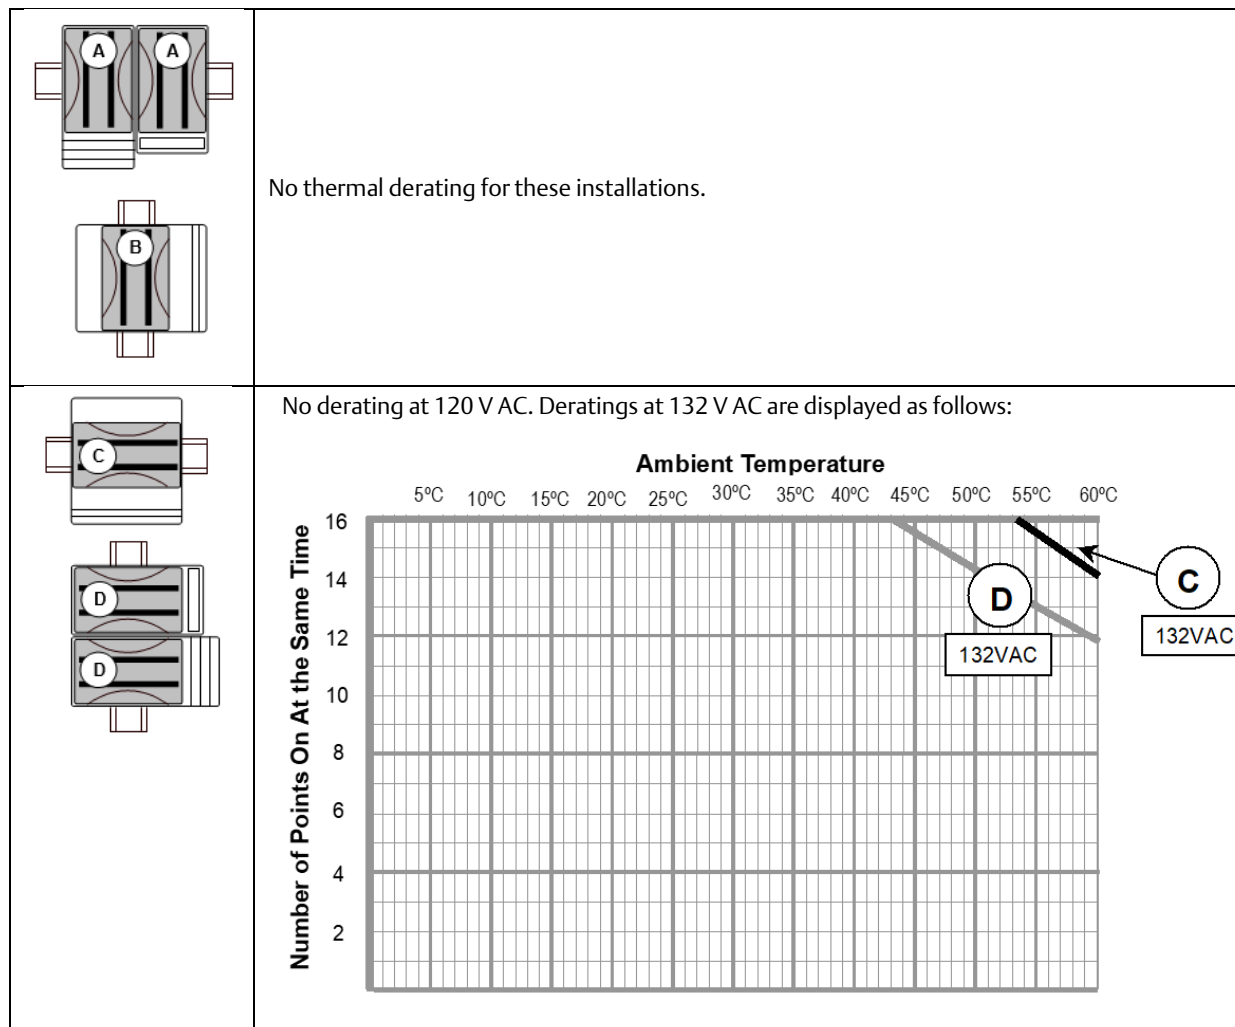 A A
No thermal derating for these installations.
B
No derating at 120 V AC. Deratings at 132 V AC are displayed as follows:
C
D
D
Ambient Temperature
5ºC 10ºC 15ºC 20ºC 25ºC 30ºC 35ºC 40ºC 45ºC 50ºC 55ºC 60ºC
Number of Points On At the Same Time
16
14
12
10
8
6
4
2
D
132VAC
C
132VAC